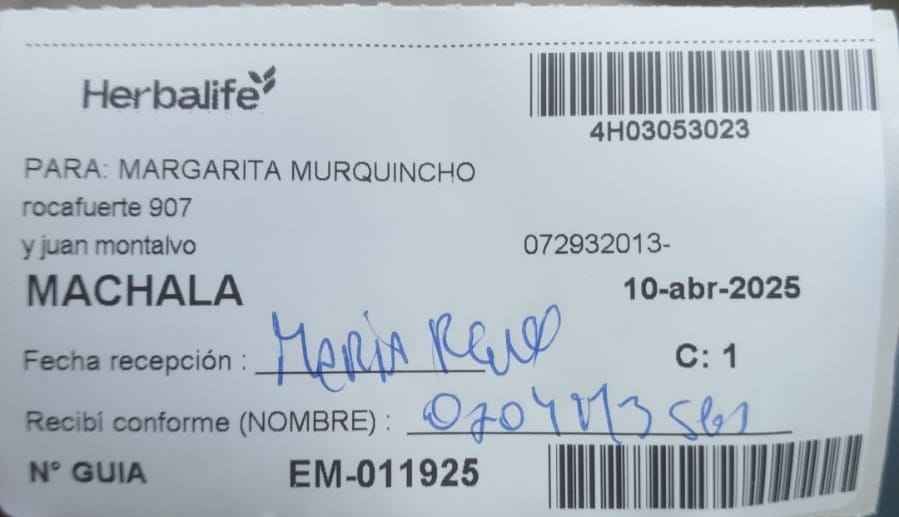 Herbalife
4H03053023
PARA: MARGARITA MURQUINCHO
rocafuerte 907
y juan montalvo 072932013-
MACHALA 10-abr-2025
Fecha recepción : MARIA
C: 1
Recibí conforme (NOMBRE) :
N° GUIA EM-011925